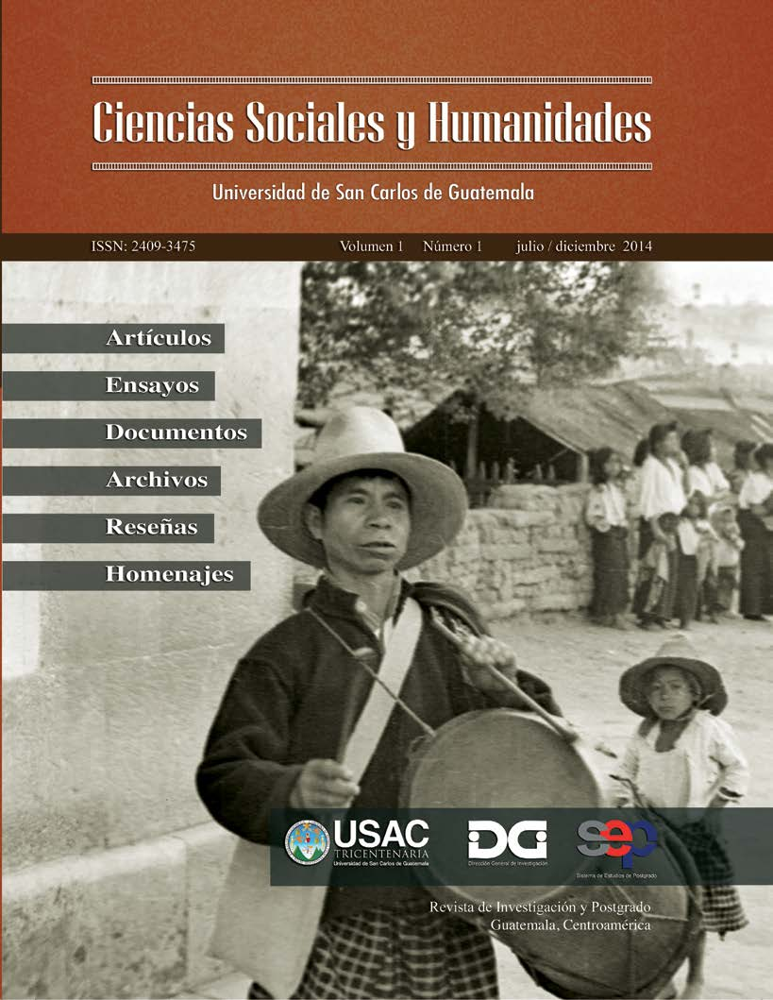 Ciencias Sociales y Humanidades
Universidad de San Carlos de Guatemala
ISSN: 2409-3475 Volumen 1 Número 1 julio / diciembre 2014
Artículos
Ensayos
Documentos
Archivos
Reseñas
Homenajes
USAC
TRICENTENARIA
Universidad de San Carlos de Guatemala
DGi
Dirección General de Investigación
sep
Sistema de Estudios de Postgrado
Revista de Investigación y Postgrado
Guatemala, Centroamérica